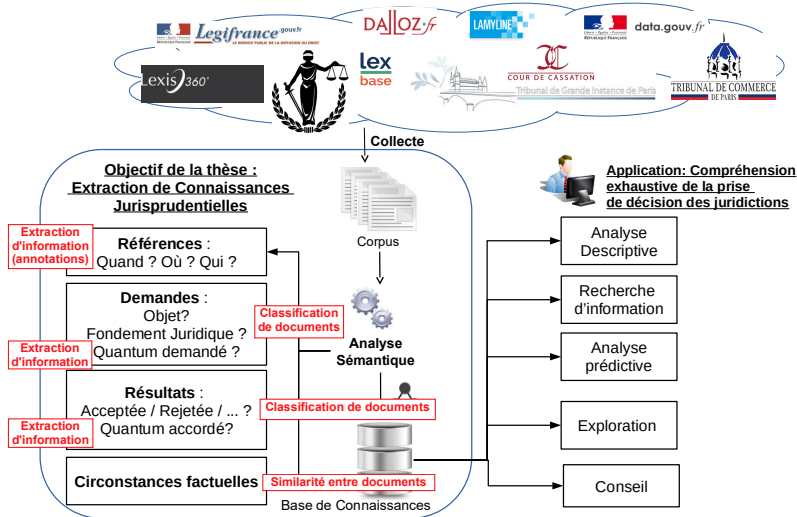 Legifrance.gouv.fr
LE SERVICE PUBLIC DE LA DIFFUSION DU DROIT
RÉPUBLIQUE FRANÇAISE
DALLOZ.fr
LAMYLINE
RÉPUBLIQUE FRANÇAISE
data.gouv.fr
Lexis 360°
lex
base
COUR DE CASSATION
Tribunal de Grande Instance de Paris
TRIBUNAL DE COMMERCE
DE PARIS
Collecte
Objectif de la thèse :
Extraction de Connaissances
Jurisprudentielles
Extraction
d'information
(annotations)
Références :
Quand ? Où ? Qui ?
Demandes :
Objet?
Fondement Juridique ?
Quantum demandé ?
Extraction
d'information
Classification
de documents
Résultats :
Acceptée / Rejetée / ... ?
Quantum accordé?
Extraction
d'information
Classification de documents
Circonstances factuelles
Similarité entre documents
Corpus
Analyse
Sémantique
Base de Connaissances
Application: Compréhension
exhaustive de la prise
de décision des juridictions
Analyse
Descriptive
Recherche
d'information
Analyse
prédictive
Exploration
Conseil